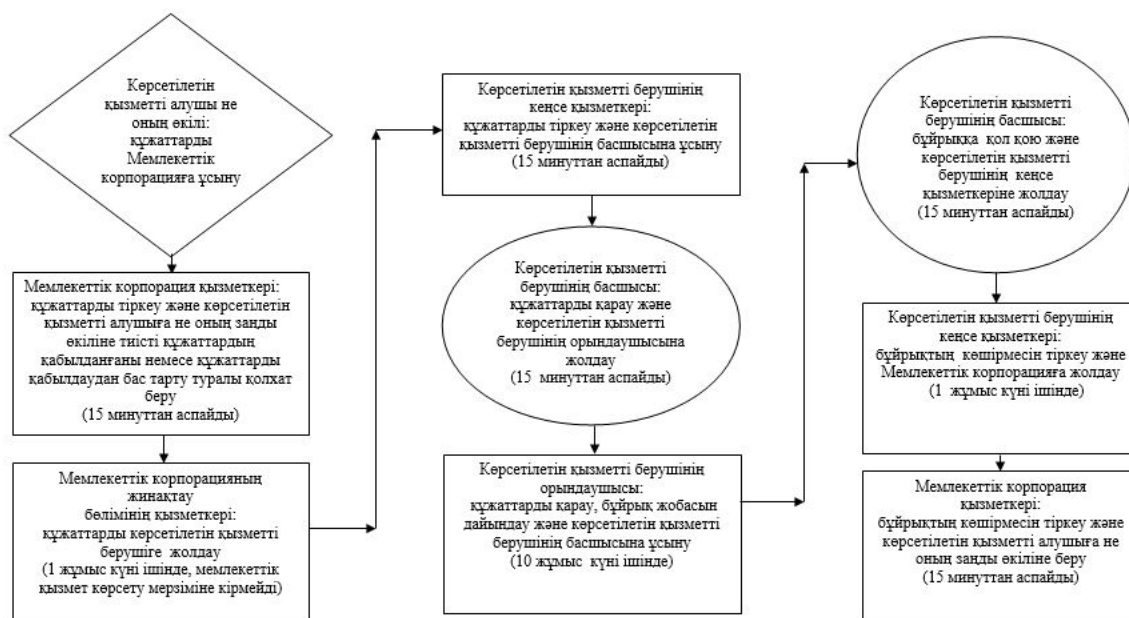 Көрсетілетін
қызметті алушы не
оның өкілі:
құжаттарды
Мемлекеттік
корпорацияға ұсыну
Мемлекеттік корпорация қызметкері:
құжаттарды тіркеу және көрсетілетін
қызметті алушыға не оның заңды
өкіліне тиісті құжаттардың
қабылданғаны немесе құжаттарды
қабылдаудан бас тарту туралы қолхат
беру
(15 минуттан аспайды)
Мемлекеттік корпорацияның
жинақтау
бөлімінің қызметкері:
құжаттарды көрсетілетін қызметті
берушіге жолдау
(1 жұмыс күні ішінде, мемлекеттік
қызмет көрсету мерзіміне кірмейді)
Көрсетілетін қызметті берушінің
кеңсе қызметкері:
құжаттарды тіркеу және көрсетілетін
қызметті берушінің басшысына ұсыну
(15 минуттан аспайды)
Көрсетілетін қызметті
берушінің басшысы:
құжаттарды қарау және
көрсетілетін қызметті
берушінің орындаушысына
жолдау
(15 минуттан аспайды)
Көрсетілетін қызметті берушінің
орындаушысы:
құжаттарды қарау, бұйрық жобасын
дайындау және көрсетілетін қызметті
берушінің басшысына ұсыну
(10 жұмыс күні ішінде)
Көрсетілетін қызметті
берушінің басшысы:
бұйрыққа қол қою және
көрсетілетін қызметті
берушінің кеңсе
қызметкеріне жолдау
(15 минуттан аспайды)
Көрсетілетін қызметті берушінің
кеңсе қызметкері:
бұйрықтың көшірмесін тіркеу және
Мемлекеттік корпорацияға жолдау
(1 жұмыс күні ішінде)
Мемлекеттік корпорация
қызметкері:
бұйрықтың көшірмесін тіркеу және
көрсетілетін қызметті алушыға не
оның заңды өкіліне беру
(15 минуттан аспайды)